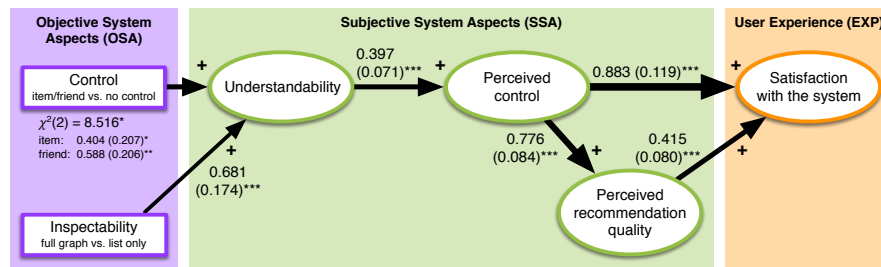 Objective System
Aspects (OSA)
Subjective System Aspects (SSA)
User Experience (EXP)
Control
item/friend vs. no control
χ²(2) = 8.516*
item: 0.404 (0.207)*
friend: 0.588 (0.206)**
+
Understandability
0.397
(0.071)***
+
Perceived
control
0.883 (0.119)***
+
Satisfaction
with the system
+
0.681
(0.174)***
0.776
(0.084)***
+
0.415
(0.080)***
+
Inspectability
full graph vs. list only
Perceived
recommendation
quality